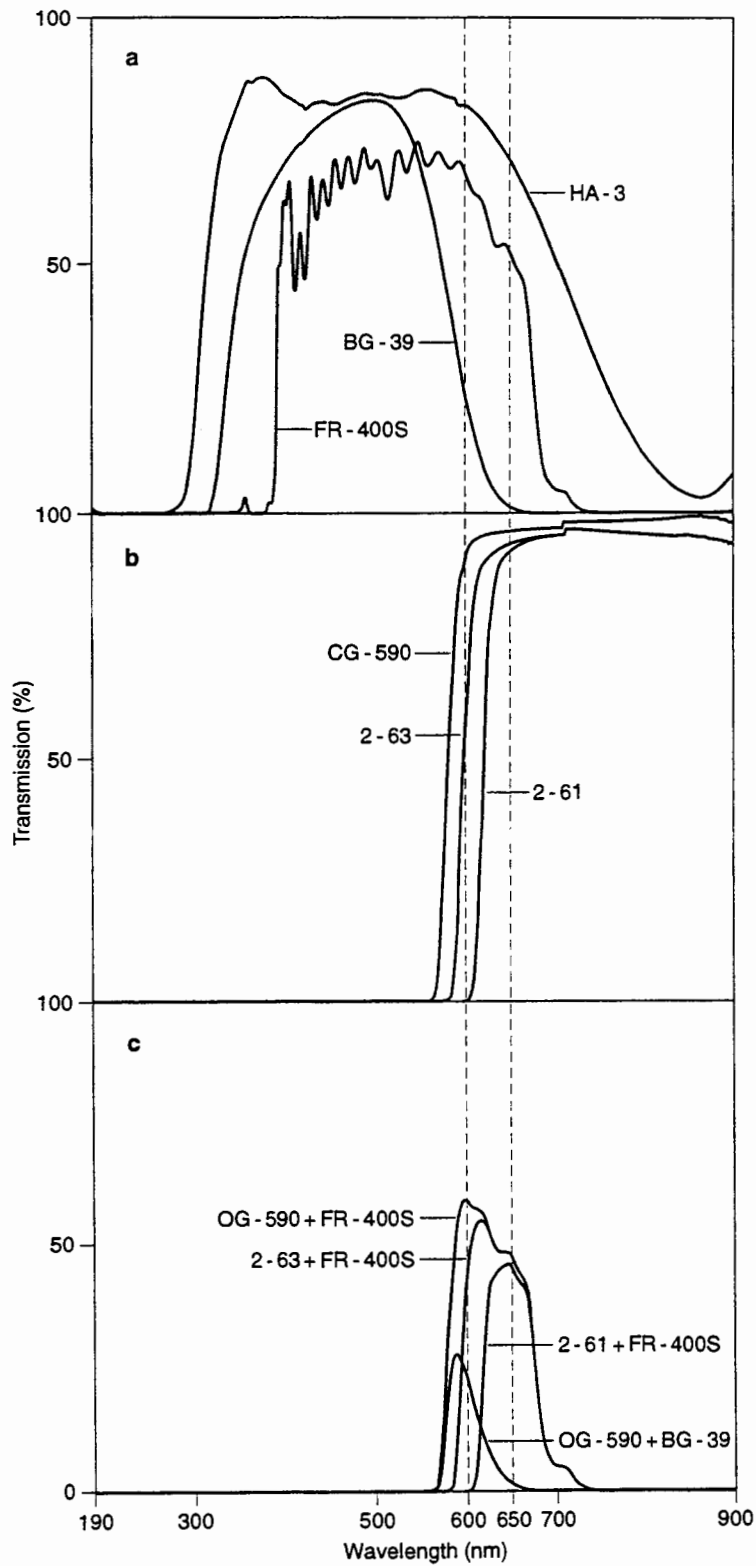 100
a
HA-3
50
BG-39
FR-400S
100
b
CG-590
2-63
50
2-61
Transmission (%)
100
c
OG-590+FR-400S
50
2-63+FR-400S
2-61+FR-400S
OG-590+BG-39
0
190 300 500 600 650 700 900
Wavelength (nm)